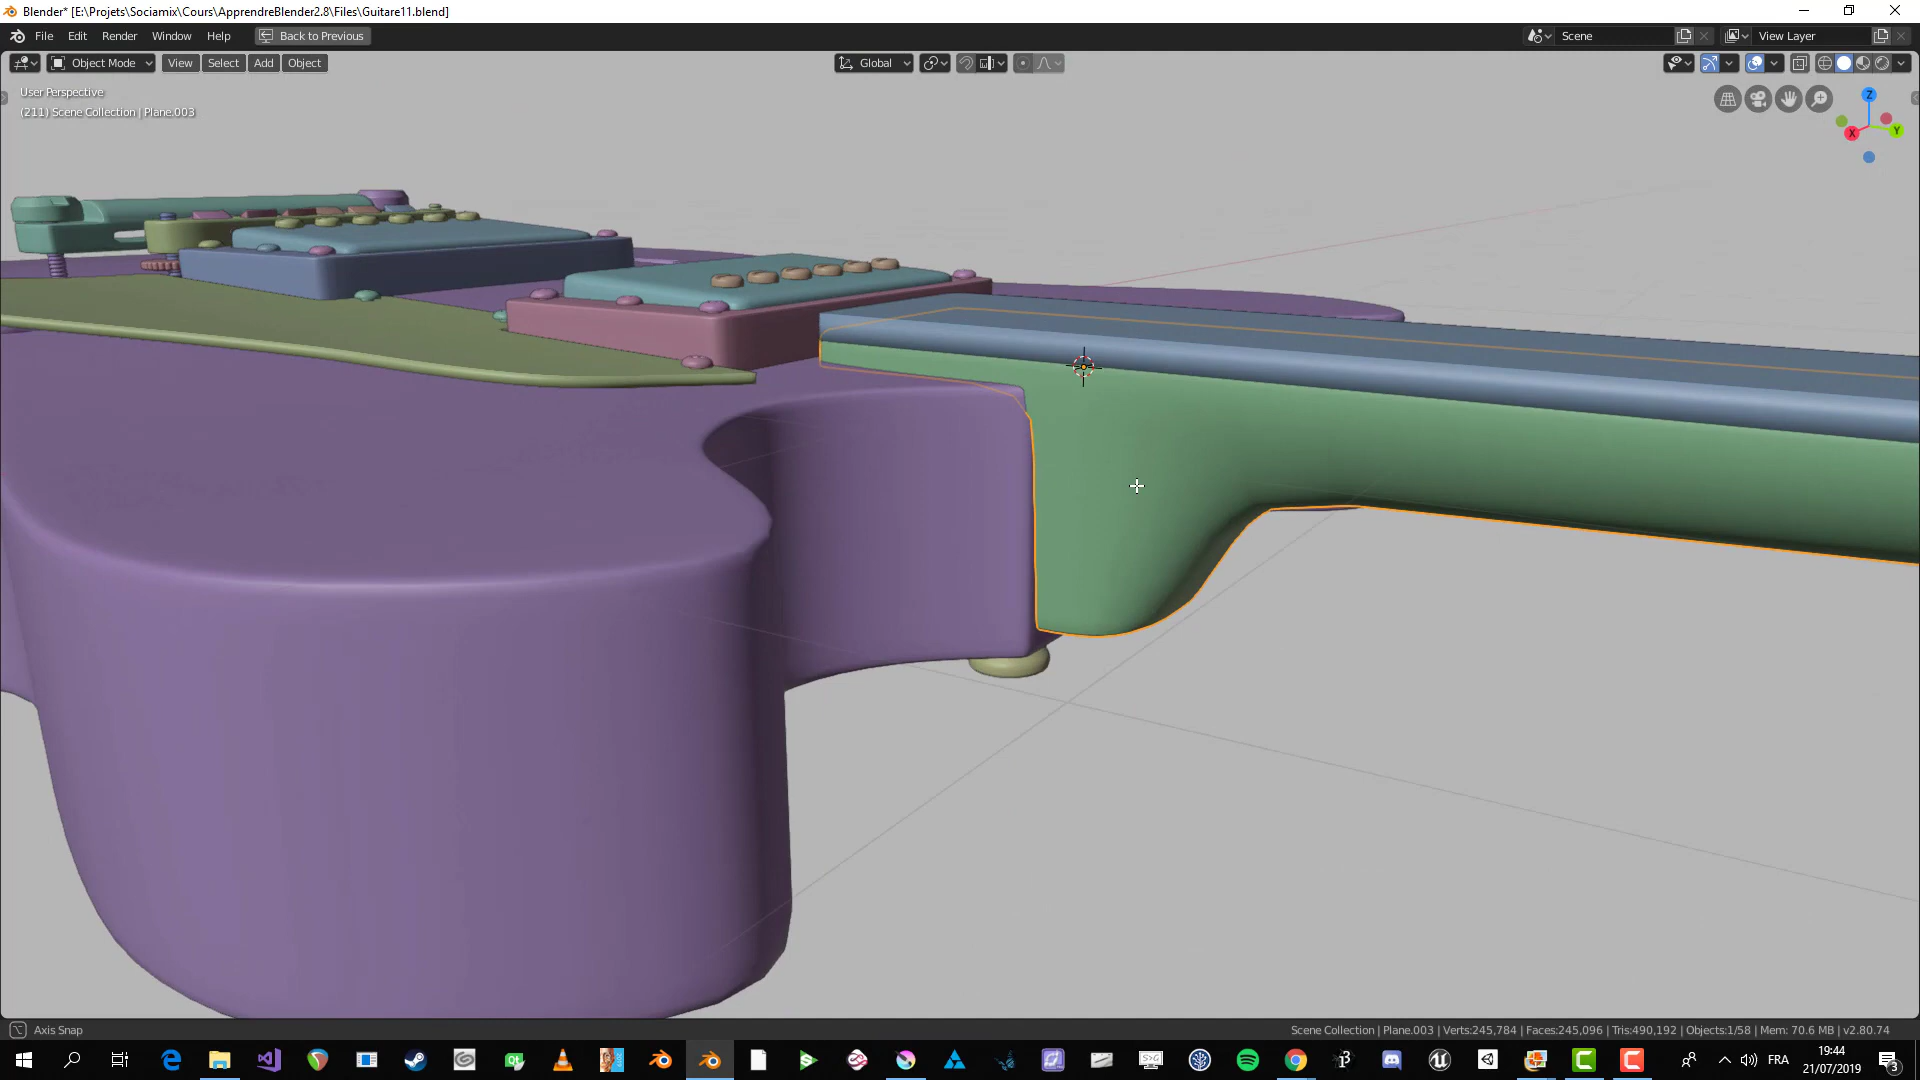 Blender* [E:\Projets\Sociamix\Cours\ApprendreBlender2.8\Files\Guitare11.blend]
File Edit Render Window Help Back to Previous Scene View Layer
Object Mode View Select Add Object Global
User Perspective
(211) Scene Collection | Plane.003
Z
X
Y
Axis Snap
Scene Collection | Plane.003 | Verts:245,784 | Faces:245,096 | Tris:490,192 | Objects:1/58 | Mem: 70.6 MB | v2.80.74
FRA
19:44
21/07/2019
3